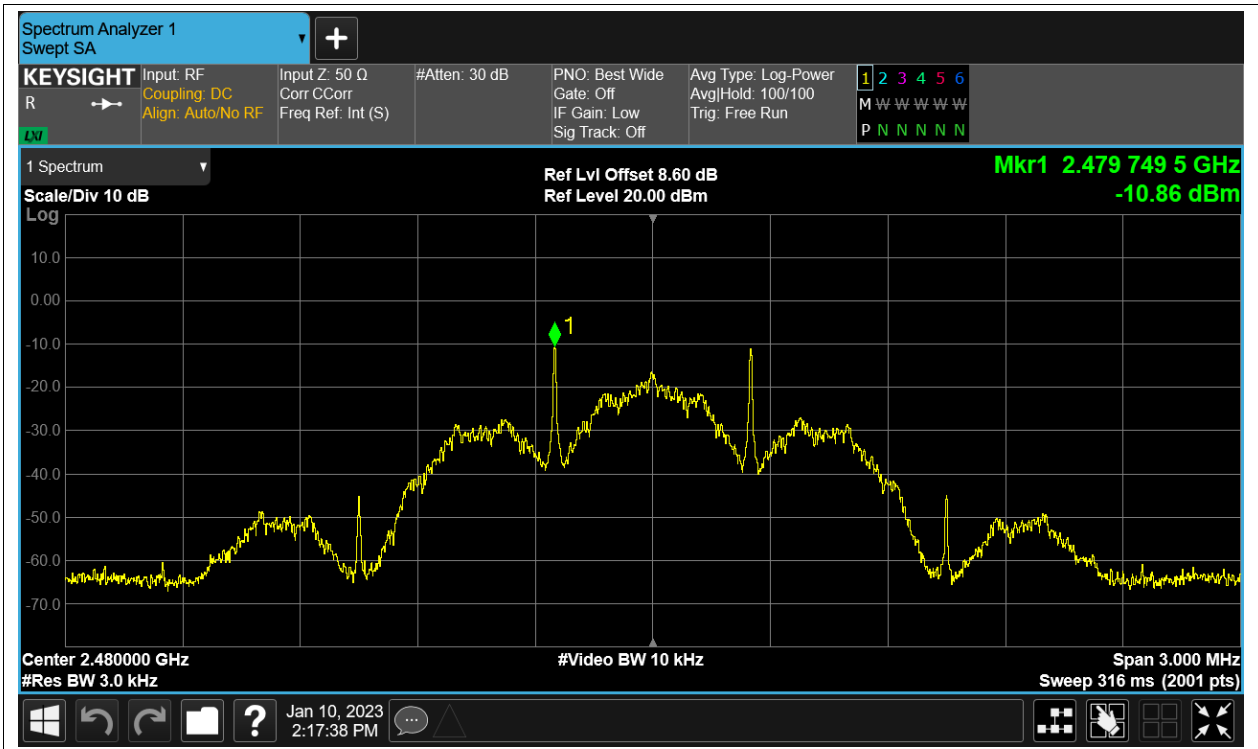 Spectrum Analyzer 1
Swept SA
KEYSIGHT
R
LXI
Input: RF
Coupling: DC
Align: Auto/No RF
Input Z: 50 Ω
Corr CCorr
Freq Ref: Int (S)
#Atten: 30 dB
PNO: Best Wide
Gate: Off
IF Gain: Low
Sig Track: Off
Avg Type: Log-Power
Avg|Hold: 100/100
Trig: Free Run
1 2 3 4 5 6
M W W W W W W
P N N N N N N
1 Spectrum
Scale/Div 10 dB
Log
Ref Lvl Offset 8.60 dB
Ref Level 20.00 dBm
Mkr1 2.479 749 5 GHz
-10.86 dBm
10.0
0.00
-10.0
-20.0
-30.0
-40.0
-50.0
-60.0
-70.0
1
Center 2.480000 GHz
#Res BW 3.0 kHz
#Video BW 10 kHz
Span 3.000 MHz
Sweep 316 ms (2001 pts)
?
Jan 10, 2023
2:17:38 PM